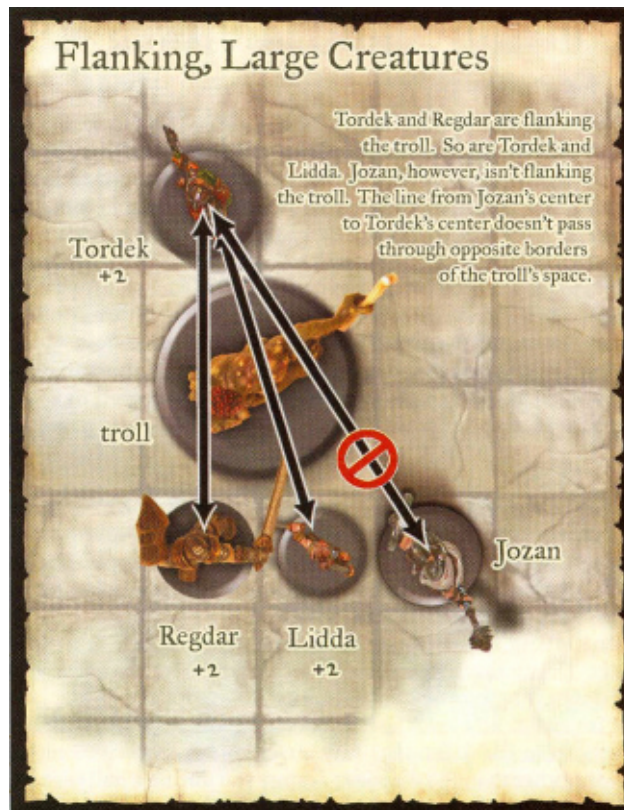 Flanking, Large Creatures
Tordek and Regdar are flanking
the troll. So are Tordek and
Lidda. Jozan, however, isn't flanking
the troll. The line from Jozan's center
to Tordek's center doesn't pass
through opposite borders
of the troll's space.
Tordek
+2
troll
Jozan
Regdar
+2
Lidda
+2